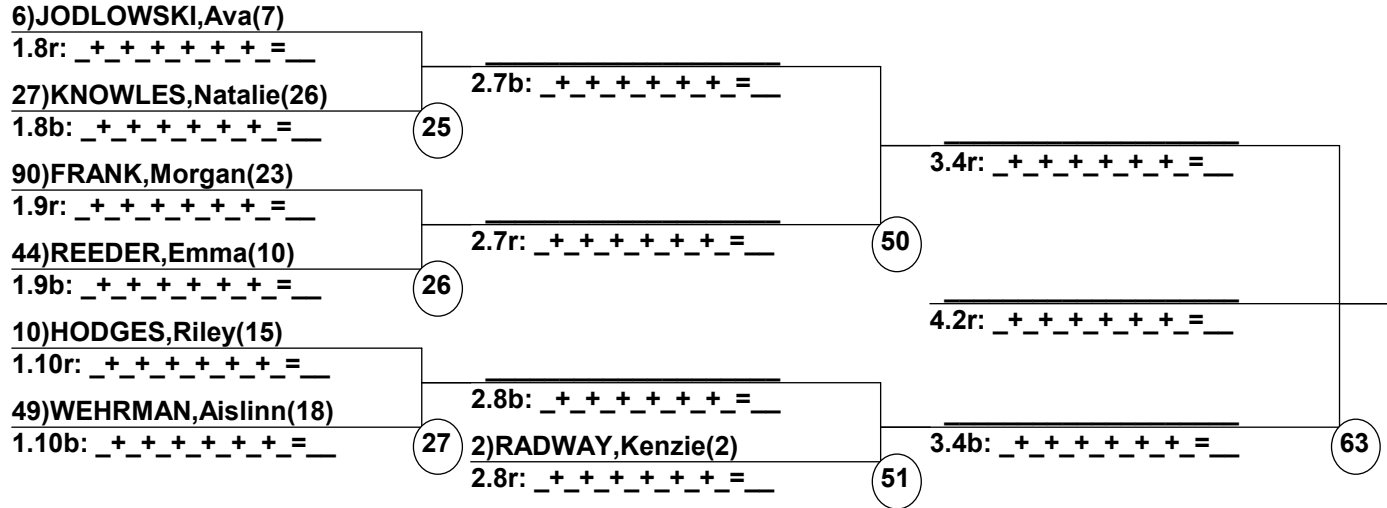 6)JODLOWSKI,Ava(7)
1.8r: _+_+_+_+_+_=__
27)KNOWLES,Natalie(26)
1.8b: _+_+_+_+_+_=__
25
90)FRANK,Morgan(23)
1.9r: _+_+_+_+_+_=__
44)REEDER,Emma(10)
1.9b: _+_+_+_+_+_=__
26
10)HODGES,Riley(15)
1.10r: _+_+_+_+_+_=__
49)WEHRMAN,Aislinn(18)
1.10b: _+_+_+_+_+_=__
27
2.7b: _+_+_+_+_+_=__
2.7r: _+_+_+_+_+_=__
50
2.8b: _+_+_+_+_+_=__
2)RADWAY,Kenzie(2)
2.8r: _+_+_+_+_+_=__
51
3.4r: _+_+_+_+_+_=__
4.2r: _+_+_+_+_+_=__
3.4b: _+_+_+_+_+_=__
63